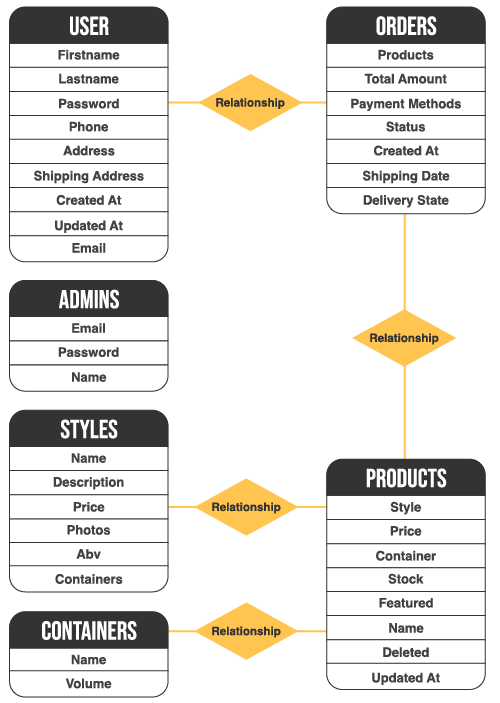 USER
Firstname
Lastname
Password
Phone
Address
Shipping Address
Created At
Updated At
Email
Relationship
ORDERS
Products
Total Amount
Payment Methods
Status
Created At
Shipping Date
Delivery State
Relationship
ADMINS
Email
Password
Name
STYLES
Name
Description
Price
Photos
Abv
Containers
Relationship
PRODUCTS
Style
Price
Container
Stock
Featured
Name
Deleted
Updated At
CONTAINERS
Name
Volume
Relationship